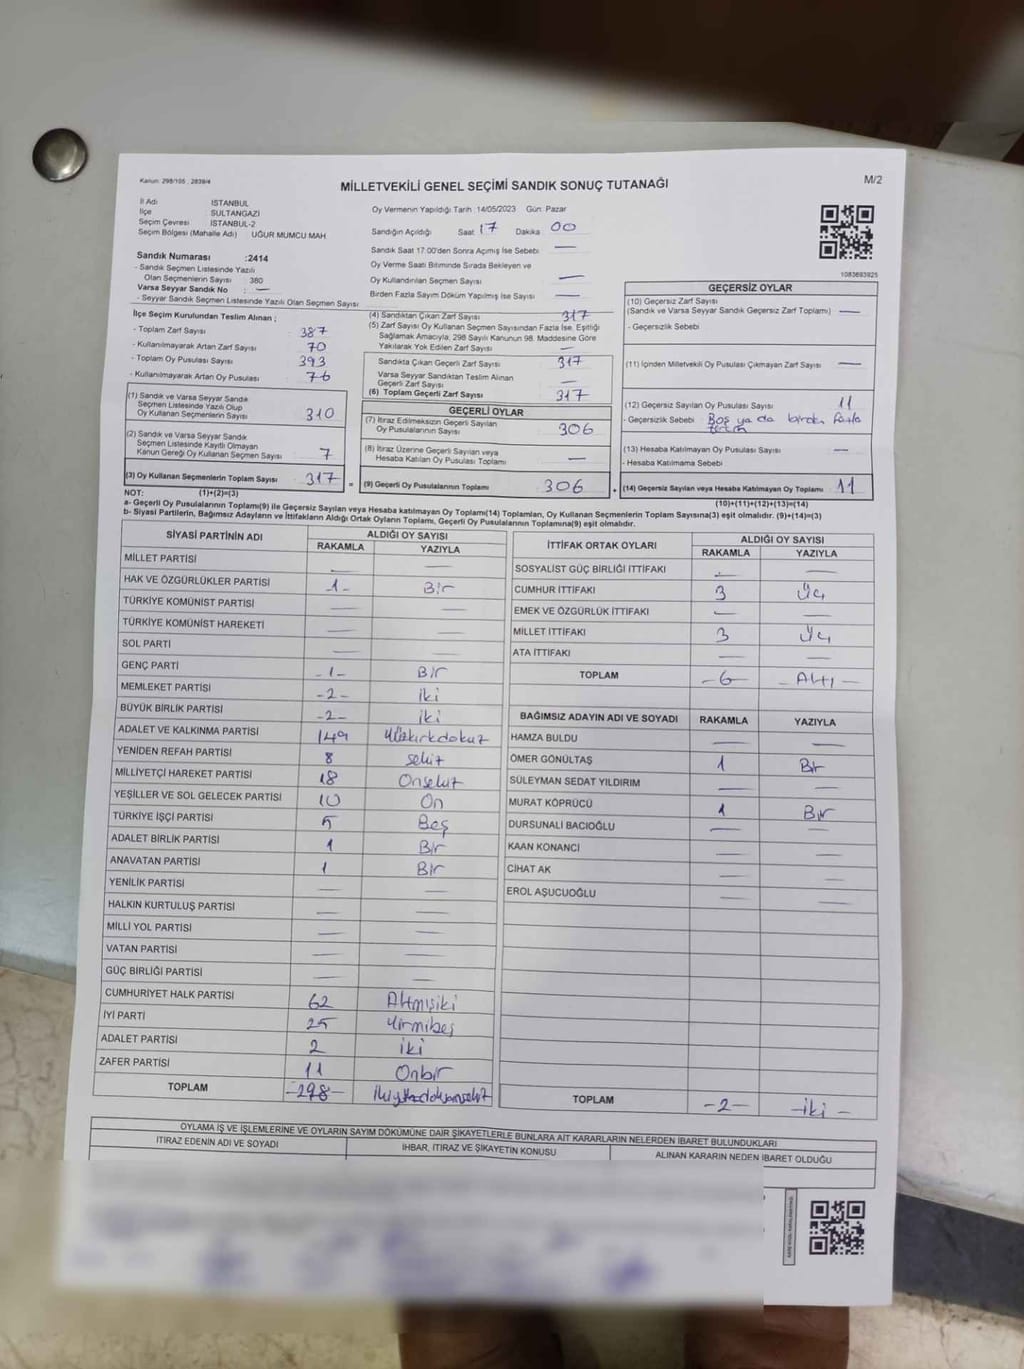 Kanun: 298/105 , 2839/4
MİLLETVEKİLİ GENEL SEÇİMİ SANDIK SONUÇ TUTANAĞI
M/2
İl Adı İSTANBUL
İlçe SULTANGAZİ
Seçim Çevresi İSTANBUL-2
Seçim Bölgesi (Mahalle Adı) UĞUR MUMCU MAH
Sandık Numarası :2414
- Sandık Seçmen Listesinde Yazılı
Olan Seçmenlerin Sayısı : 380
Varsa Seyyar Sandık No : —
- Seyyar Sandık Seçmen Listesinde Yazılı Olan Seçmen Sayısı
Oy Vermenin Yapıldığı Tarih :14/05/2023 Gün: Pazar
Sandığın Açıldığı Saat 17 Dakika 00
Sandık Saat 17.00'den Sonra Açılmış İse Sebebi —
Oy Verme Saati Bitiminde Sırada Bekleyen ve
Oy Kullandırılan Seçmen Sayısı —
Birden Fazla Sayım Döküm Yapılmış İse Sayısı —
1083693925
İlçe Seçim Kurulundan Teslim Alınan ;
- Toplam Zarf Sayısı 387
- Kullanılmayarak Artan Zarf Sayısı 70
- Toplam Oy Pusulası Sayısı 393
- Kullanılmayarak Artan Oy Pusulası 76
(1) Sandık ve Varsa Seyyar Sandık
Seçmen Listesinde Yazılı Olup
Oy Kullanan Seçmenlerin Sayısı 310
(2) Sandık ve Varsa Seyyar Sandık
Seçmen Listesinde Kayıtlı Olmayan
Kanun Gereği Oy Kullanan Seçmen Sayısı 7
(3) Oy Kullanan Seçmenlerin Toplam Sayısı 317
(1)+(2)=(3)
(4) Sandıktan Çıkan Zarf Sayısı 317
(5) Zarf Sayısı Oy Kullanan Seçmen Sayısından Fazla İse, Eşitliği
Sağlamak Amacıyla, 298 Sayılı Kanunun 98. Maddesine Göre
Yakılarak Yok Edilen Zarf Sayısı —
Sandıkta Çıkan Geçerli Zarf Sayısı 317
Varsa Seyyar Sandıktan Teslim Alınan
Geçerli Zarf Sayısı —
(6) Toplam Geçerli Zarf Sayısı 317
GEÇERLİ OYLAR
(7) İtiraz Edilmeksizin Geçerli Sayılan
Oy Pusulalarının Sayısı 306
(8) İtiraz Üzerine Geçerli Sayılan veya
Hesaba Katılan Oy Pusulası Toplamı —
= (9) Geçerli Oy Pusulalarının Toplamı 306
GEÇERSİZ OYLAR
(10) Geçersiz Zarf Sayısı
(Sandık ve Varsa Seyyar Sandık Geçersiz Zarf Toplamı) —
- Geçersizlik Sebebi
(11) İçinden Milletvekili Oy Pusulası Çıkmayan Zarf Sayısı —
(12) Geçersiz Sayılan Oy Pusulası Sayısı 11
- Geçersizlik Sebebi Boş ya da birden fazla
(13) Hesaba Katılmayan Oy Pusulası Sayısı —
- Hesaba Katılmama Sebebi
+ (14) Geçersiz Sayılan veya Hesaba Katılmayan Oy Toplamı 11
(10)+(11)+(12)+(13)=(14)
NOT:
a- Geçerli Oy Pusulalarının Toplamı(9) ile Geçersiz Sayılan veya Hesaba katılmayan Oy Toplamı(14) Toplamları, Oy Kullanan Seçmenlerin Toplam Sayısına(3) eşit olmalıdır. (9)+(14)=(3)
b- Siyasi Partilerin, Bağımsız Adayların ve İttifakların Aldığı Ortak Oyların Toplamı, Geçerli Oy Pusulalarının Toplamına(9) eşit olmalıdır.
SİYASİ PARTİNİN ADI ALDIĞI OY SAYISI
RAKAMLA YAZIYLA
MİLLET PARTİSİ — —
HAK VE ÖZGÜRLÜKLER PARTİSİ -1- Bir
TÜRKİYE KOMÜNİST PARTİSİ — —
TÜRKİYE KOMÜNİST HAREKETİ — —
SOL PARTİ — —
GENÇ PARTİ -1- Bir
MEMLEKET PARTİSİ -2- iki
BÜYÜK BİRLİK PARTİSİ -2- iki
ADALET VE KALKINMA PARTİSİ 149 Yüzkırkdokuz
YENİDEN REFAH PARTİSİ 8 sekiz
MİLLİYETÇİ HAREKET PARTİSİ 18 Onsekiz
YEŞİLLER VE SOL GELECEK PARTİSİ 10 On
TÜRKİYE İŞÇİ PARTİSİ 5 Beş
ADALET BİRLİK PARTİSİ 1 Bir
ANAVATAN PARTİSİ 1 Bir
YENİLİK PARTİSİ — —
HALKIN KURTULUŞ PARTİSİ — —
MİLLİ YOL PARTİSİ — —
VATAN PARTİSİ — —
GÜÇ BİRLİĞİ PARTİSİ — —
CUMHURİYET HALK PARTİSİ 62 Altmışiki
İYİ PARTİ 25 Yirmibeş
ADALET PARTİSİ 2 iki
ZAFER PARTİSİ 11 Onbir
TOPLAM -298- ikiyüzdoksansekiz
İTTİFAK ORTAK OYLARI ALDIĞI OY SAYISI
RAKAMLA YAZIYLA
SOSYALİST GÜÇ BİRLİĞİ İTTİFAKI — —
CUMHUR İTTİFAKI 3 Üç
EMEK VE ÖZGÜRLÜK İTTİFAKI — —
MİLLET İTTİFAKI 3 Üç
ATA İTTİFAKI — —
TOPLAM -6- -Altı-
BAĞIMSIZ ADAYIN ADI VE SOYADI RAKAMLA YAZIYLA
HAMZA BULDU — —
ÖMER GÖNÜLTAŞ 1 Bir
SÜLEYMAN SEDAT YILDIRIM — —
MURAT KÖPRÜCÜ 1 Bir
DURSUNALİ BACIOĞLU — —
KAAN KONANCI — —
CİHAT AK — —
EROL AŞUCUOĞLU — —
TOPLAM -2- -iki-
OYLAMA İŞ VE İŞLEMLERİNE VE OYLARIN SAYIM DÖKÜMÜNE DAİR ŞİKAYETLERLE BUNLARA AİT KARARLARIN NELERDEN İBARET BULUNDUKLARI
İTİRAZ EDENİN ADI VE SOYADI İHBAR, İTİRAZ VE ŞİKAYETİN KONUSU ALINAN KARARIN NEDEN İBARET OLDUĞU